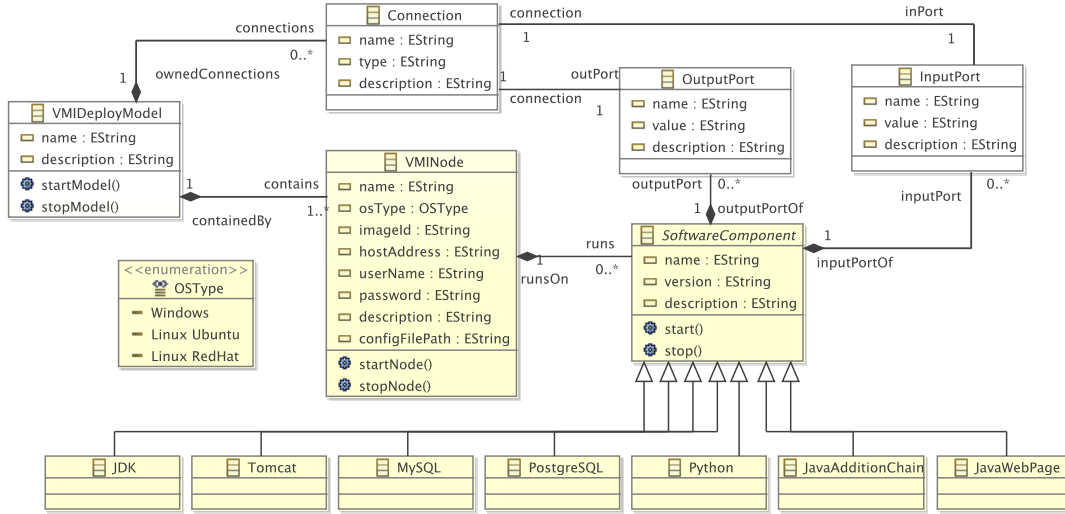 Connection
name : EString
type : EString
description : EString
connections
0..*
ownedConnections
1
connection
1
inPort
1
1
outPort
connection
1
VMIDeployModel
name : EString
description : EString
startModel()
stopModel()
OutputPort
name : EString
value : EString
description : EString
InputPort
name : EString
value : EString
description : EString
1
contains
containedBy
1..*
VMINode
name : EString
osType : OSType
imageId : EString
hostAddress : EString
userName : EString
password : EString
description : EString
configFilePath : EString
startNode()
stopNode()
outputPort
0..*
1
outputPortOf
inputPort
0..*
1
inputPortOf
runs
1
0..*
runsOn
SoftwareComponent
name : EString
version : EString
description : EString
start()
stop()
<<enumeration>>
OSType
Windows
Linux Ubuntu
Linux RedHat
JDK
Tomcat
MySQL
PostgreSQL
Python
JavaAdditionChain
JavaWebPage